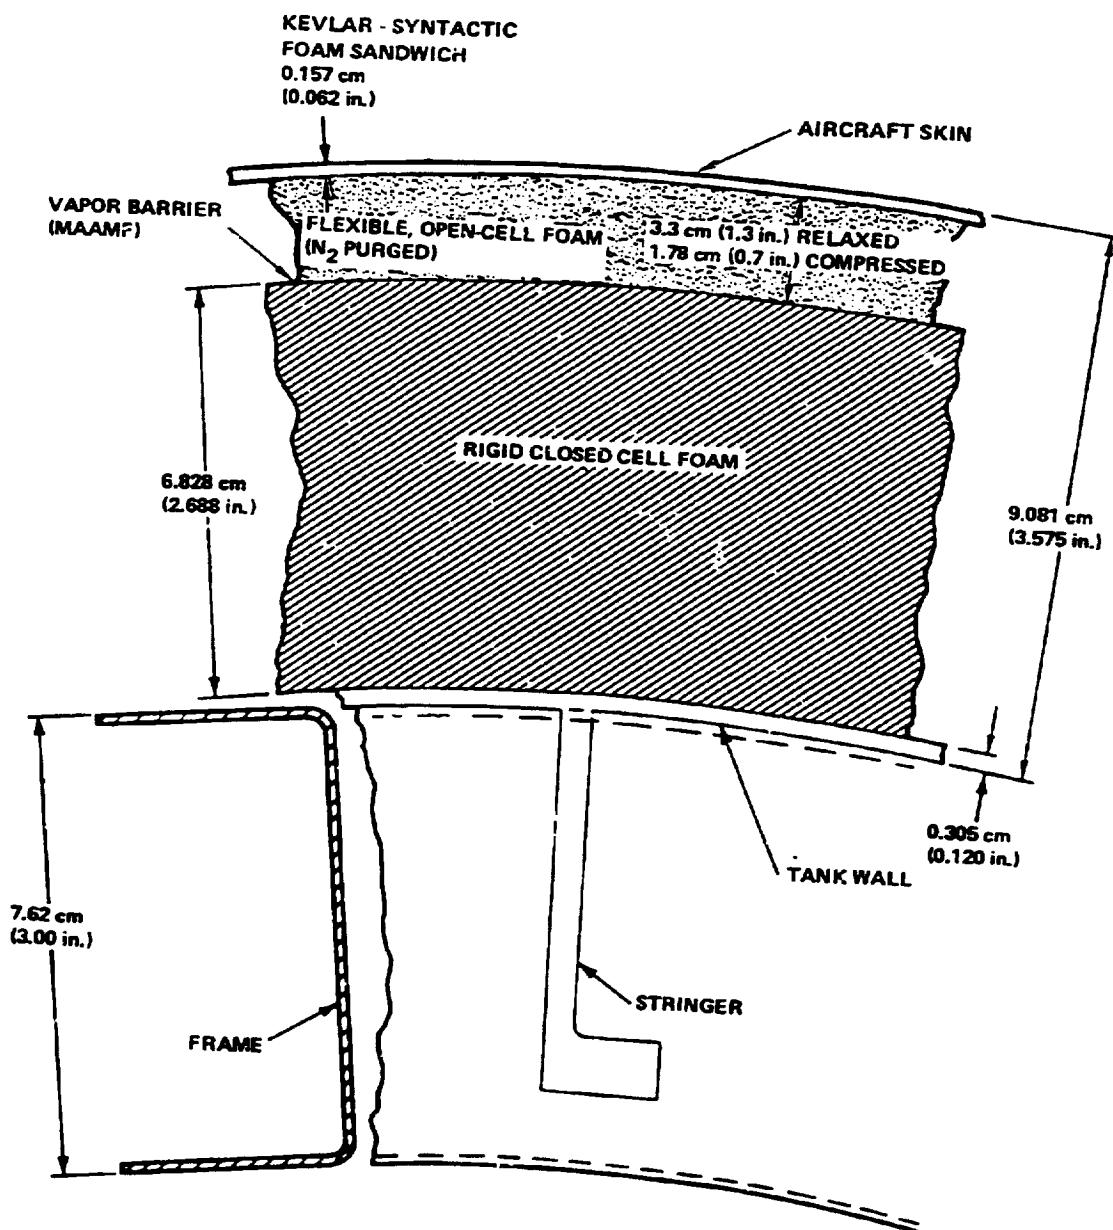 KEVLAR - SYNTACTIC
FOAM SANDWICH
0.157 cm
(0.062 in.)
AIRCRAFT SKIN
VAPOR BARRIER
(MAAMF)
FLEXIBLE, OPEN-CELL FOAM
(N2 PURGED)
3.3 cm (1.3 in.) RELAXED
1.78 cm (0.7 in.) COMPRESSED
RIGID CLOSED CELL FOAM
6.828 cm
(2.688 in.)
9.081 cm
(3.575 in.)
0.305 cm
(0.120 in.)
TANK WALL
7.62 cm
(3.00 in.)
STRINGER
FRAME